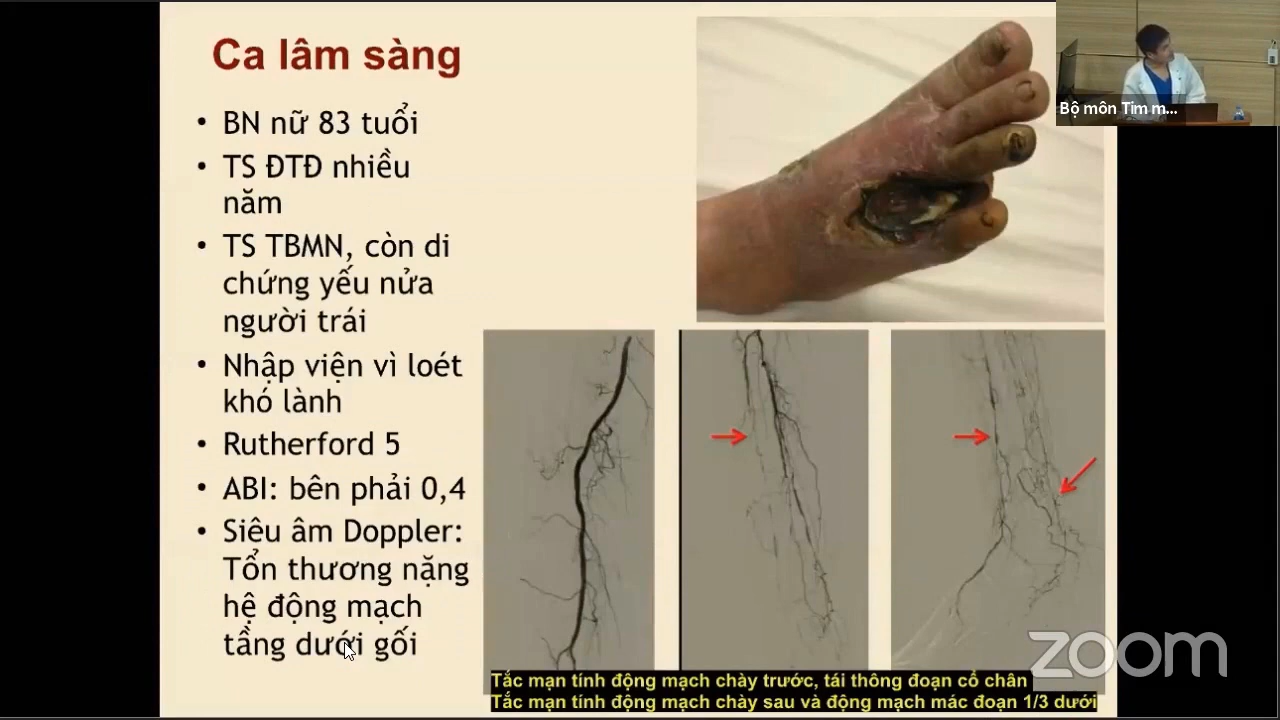 Ca lâm sàng
• BN nữ 83 tuổi
• TS ĐTĐ nhiều
năm
• TS TBMN, còn di
chứng yếu nửa
người trái
• Nhập viện vì loét
khó lành
• Rutherford 5
• ABI: bên phải 0,4
• Siêu âm Doppler:
Tổn thương nặng
hệ động mạch
tầng dưới gối
Bộ môn Tim m...
Tắc mạn tính động mạch chày trước, tái thông đoạn cổ chân
Tắc mạn tính động mạch chày sau và động mạch mác đoạn 1/3 dưới
zoom